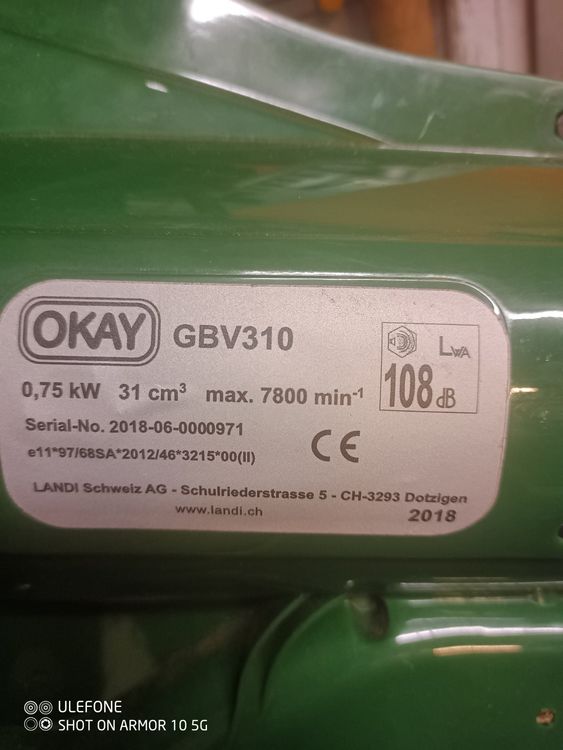 OKAY GBV310
0,75 kW 31 cm³ max. 7800 min⁻¹
LWA
108 dB
Serial-No. 2018-06-0000971
e11*97/68SA*2012/46*3215*00(II)
CE
LANDI Schweiz AG - Schulriederstrasse 5 - CH-3293 Dotzigen
www.landi.ch
2018
ULEFONE
SHOT ON ARMOR 10 5G